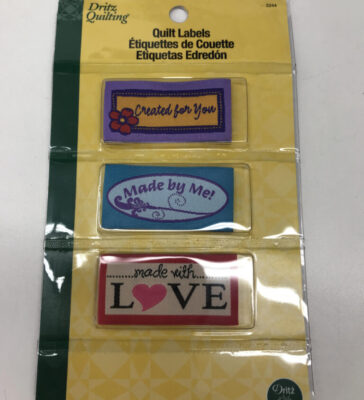 Dritz
Quilting
3244
Quilt Labels
Étiquettes de Couette
Etiquetas Edredón
Created for You
Made by Me!
made with
LOVE
Dritz